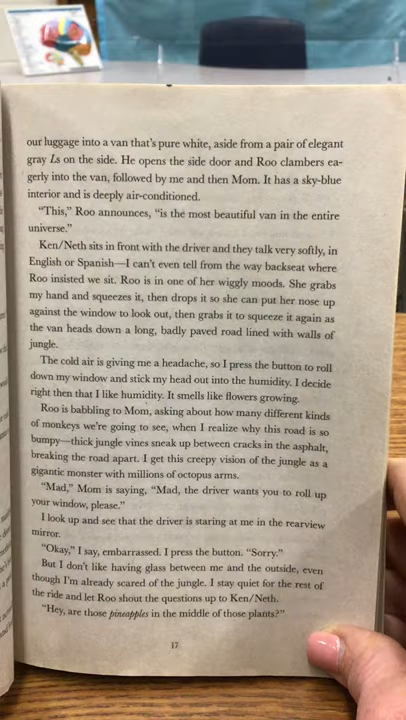 our luggage into a van that's pure white, aside from a pair of elegant
gray Ls on the side. He opens the side door and Roo clambers ea-
gerly into the van, followed by me and then Mom. It has a sky-blue
interior and is deeply air-conditioned.
"This," Roo announces, "is the most beautiful van in the entire
universe."
Ken/Neth sits in front with the driver and they talk very softly, in
English or Spanish—I can't even tell from the way backseat where
Roo insisted we sit. Roo is in one of her wiggly moods. She grabs
my hand and squeezes it, then drops it so she can put her nose up
against the window to look out, then grabs it to squeeze it again as
the van heads down a long, badly paved road lined with walls of
jungle.
The cold air is giving me a headache, so I press the button to roll
down my window and stick my head out into the humidity. I decide
right then that I like humidity. It smells like flowers growing.
Roo is babbling to Mom, asking about how many different kinds
of monkeys we're going to see, when I realize why this road is so
bumpy—thick jungle vines sneak up between cracks in the asphalt,
breaking the road apart. I get this creepy vision of the jungle as a
gigantic monster with millions of octopus arms.
"Mad," Mom is saying, "Mad, the driver wants you to roll up
your window, please."
I look up and see that the driver is staring at me in the rearview
mirror.
"Okay," I say, embarrassed. I press the button. "Sorry."
But I don't like having glass between me and the outside, even
though I'm already scared of the jungle. I stay quiet for the rest of
the ride and let Roo shout the questions up to Ken/Neth.
"Hey, are those pineapples in the middle of those plants?"
17